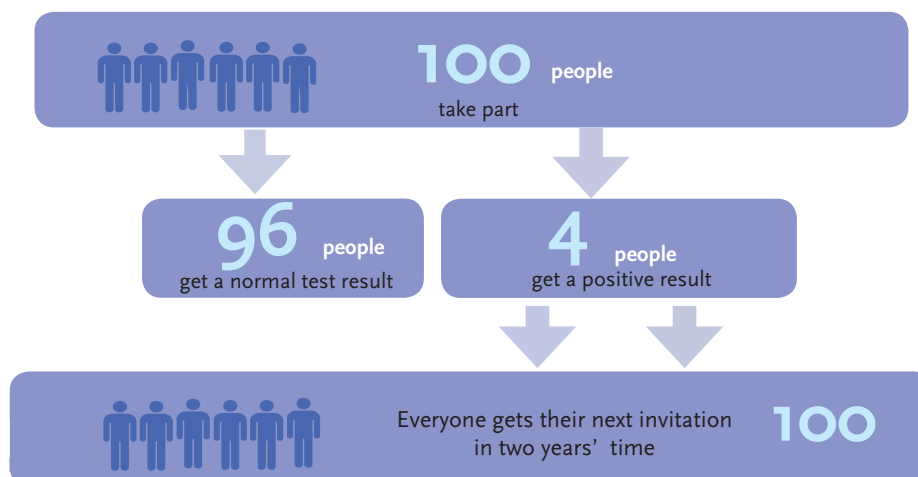 100 people
take part
96 people
get a normal test result
4 people
get a positive result
Everyone gets their next invitation
in two years' time
100